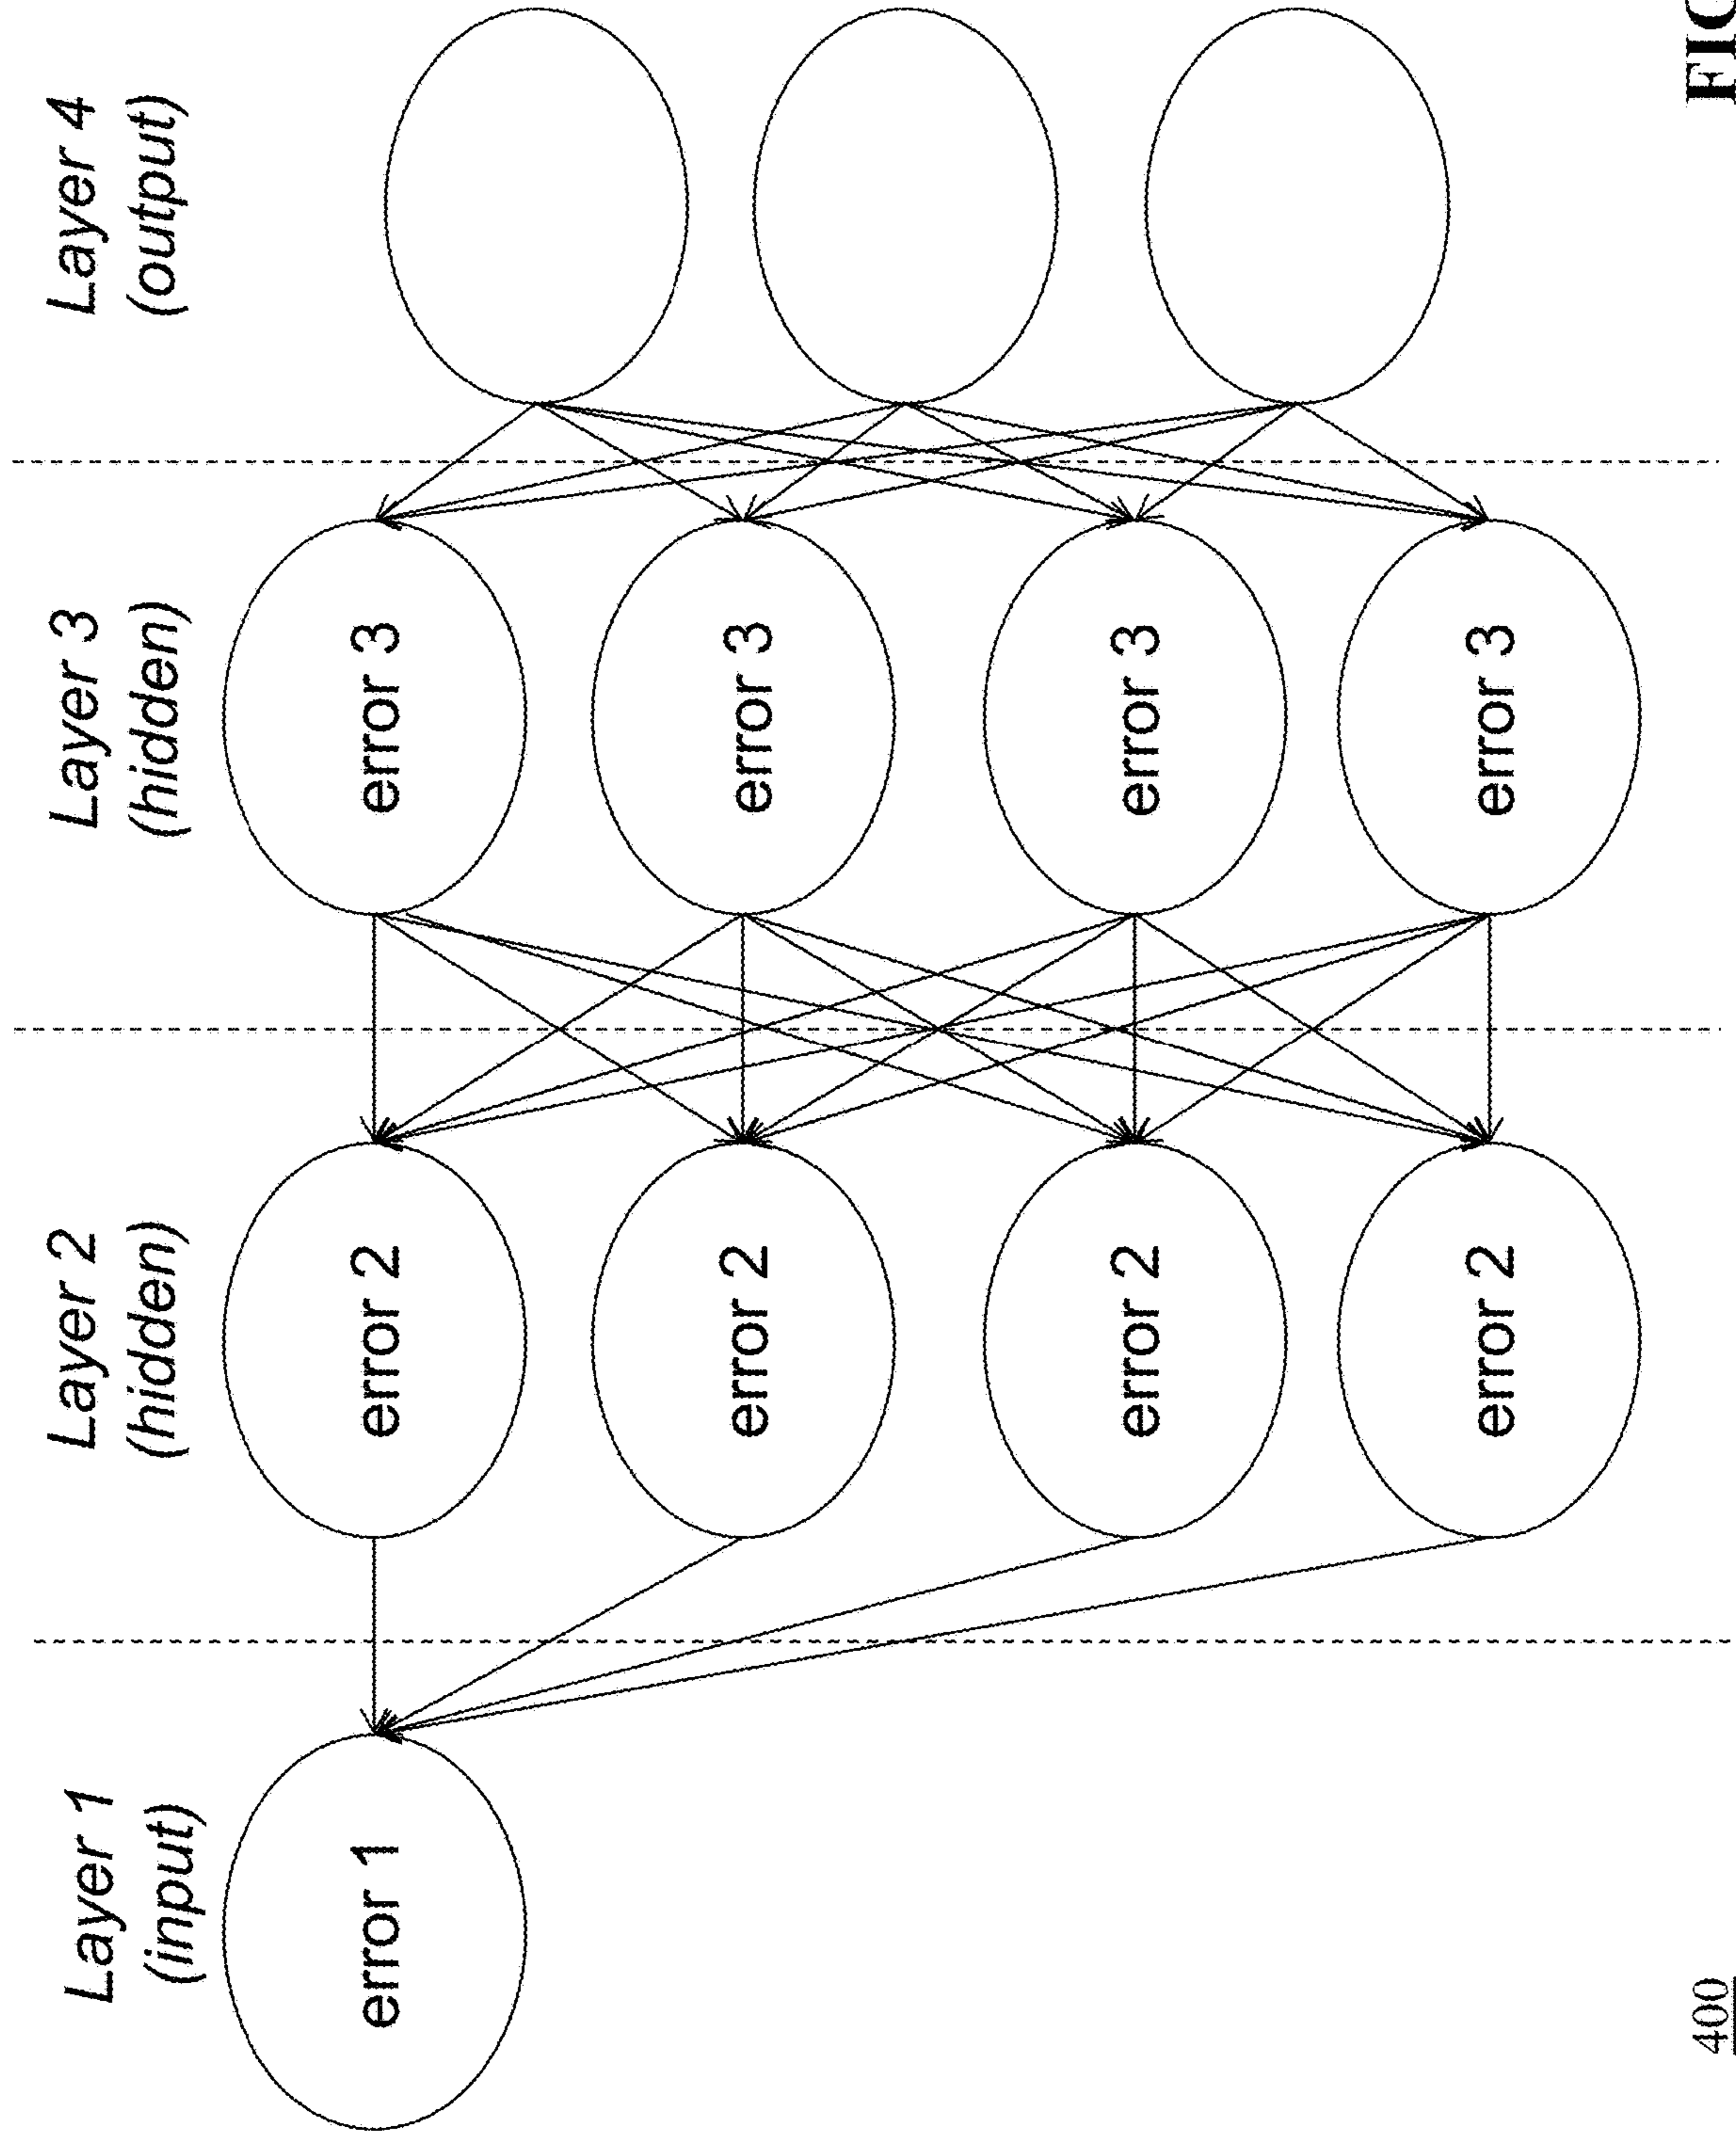 Layer 1
(input)
Layer 2
(hidden)
Layer 3
(hidden)
Layer 4
(output)
error 1
error 2
error 3
error 2
error 3
error 2
error 3
error 2
error 3
400
FIG